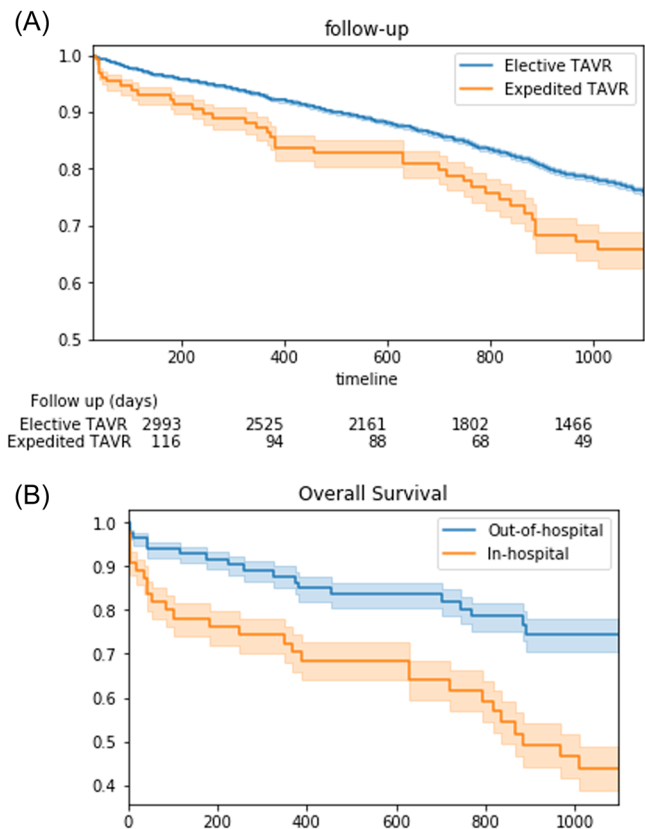 (A)
follow-up
Elective TAVR
Expedited TAVR
1.0
0.9
0.8
0.7
0.6
0.5
200 400 600 800 1000
timeline
Follow up (days)
Elective TAVR 2993 2525 2161 1802 1466
Expedited TAVR 116 94 88 68 49
(B)
Overall Survival
Out-of-hospital
In-hospital
1.0
0.9
0.8
0.7
0.6
0.5
0.4
0 200 400 600 800 1000